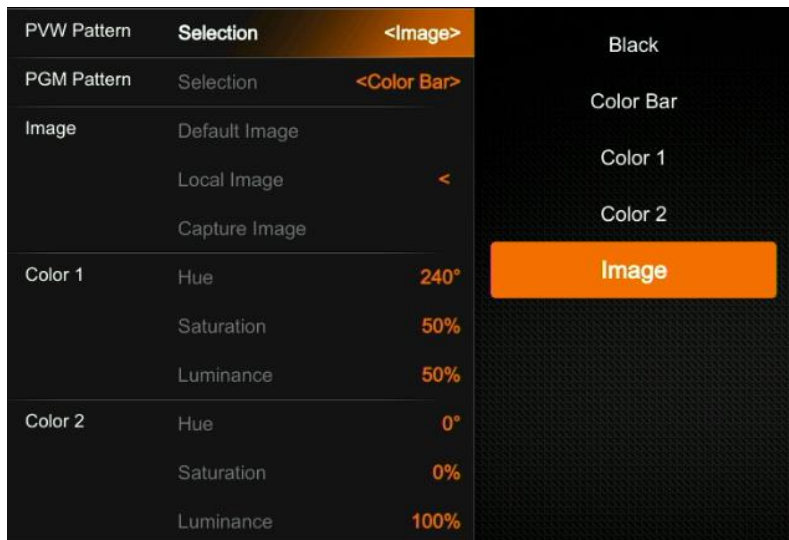 PVW Pattern Selection <Image>
PGM Pattern Selection <Color Bar>
Image Default Image
Local Image <
Capture Image
Color 1 Hue 240°
Saturation 50%
Luminance 50%
Color 2 Hue 0°
Saturation 0%
Luminance 100%
Black
Color Bar
Color 1
Color 2
Image